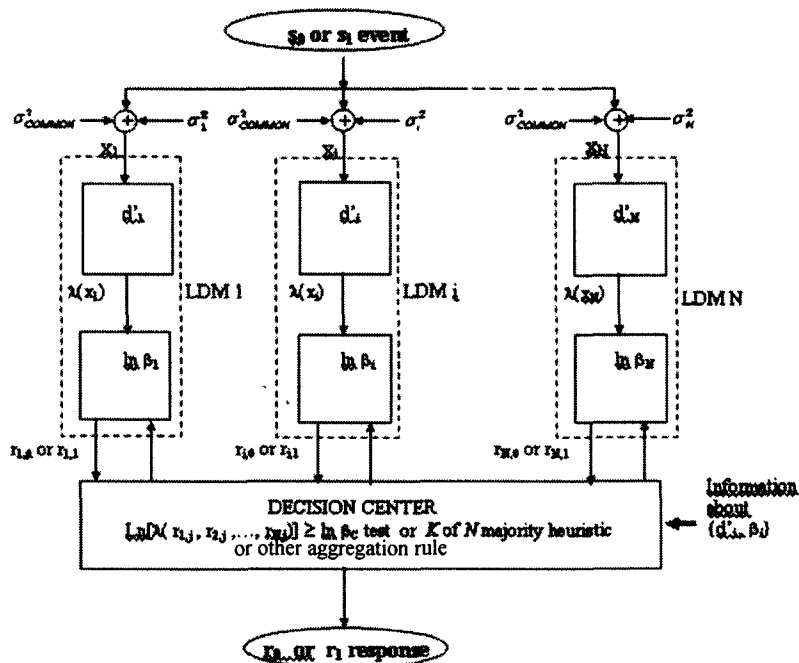 s₀ or s₁ event
σ²COMMON
σ²₁
σ²COMMON
σ²ᵢ
σ²COMMON
σ²N
X₁
Xᵢ
XN
d'₁
d'ᵢ
d'N
λ(x₁)
LDM 1
λ(xᵢ)
LDM i
λ(xN)
LDM N
ln β₁
ln βᵢ
ln βN
r₁,₀ or r₁,₁
rᵢ,₀ or rᵢ,₁
rN,₀ or rN,₁
DECISION CENTER
Ln[λ( r₁,j , r₂,j ,…, rN,j)] ≥ ln βC test or K of N majority heuristic
or other aggregation rule
Information
about
{d'ᵢ, βᵢ}
r₀ or r₁ response